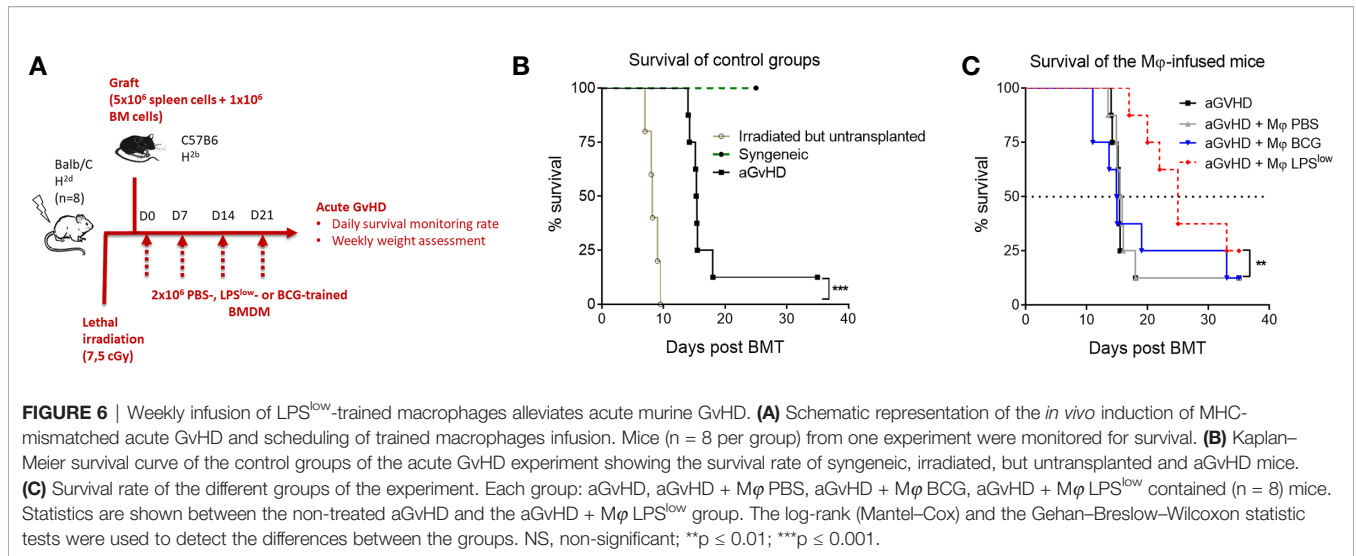 A
Graft
(5x10⁶ spleen cells + 1x10⁶
BM cells)
C57B6
H²ᵇ
Balb/C
H²ᵈ
(n=8)
D0 D7 D14 D21
Acute GvHD
• Daily survival monitoring rate
• Weekly weight assessment
2x10⁶ PBS-, LPSˡᵒʷ- or BCG-trained
BMDM
Lethal
irradiation
(7,5 cGy)
B
Survival of control groups
% survival
100
75
50
25
0
0 10 20 30 40
Days post BMT
Irradiated but untransplanted
Syngeneic
aGvHD
***
C
Survival of the Mφ-infused mice
% survival
100
75
50
25
0
0 10 20 30 40
Days post BMT
aGVHD
aGvHD + Mφ PBS
aGvHD + Mφ BCG
aGvHD + Mφ LPSˡᵒʷ
**
FIGURE 6 | Weekly infusion of LPSˡᵒʷ-trained macrophages alleviates acute murine GvHD. (A) Schematic representation of the in vivo induction of MHC-
mismatched acute GvHD and scheduling of trained macrophages infusion. Mice (n = 8 per group) from one experiment were monitored for survival. (B) Kaplan–
Meier survival curve of the control groups of the acute GvHD experiment showing the survival rate of syngeneic, irradiated, but untransplanted and aGvHD mice.
(C) Survival rate of the different groups of the experiment. Each group: aGvHD, aGvHD + Mφ PBS, aGvHD + Mφ BCG, aGvHD + Mφ LPSˡᵒʷ contained (n = 8) mice.
Statistics are shown between the non-treated aGvHD and the aGvHD + Mφ LPSˡᵒʷ group. The log-rank (Mantel–Cox) and the Gehan–Breslow–Wilcoxon statistic
tests were used to detect the differences between the groups. NS, non-significant; **p ≤ 0.01; ***p ≤ 0.001.